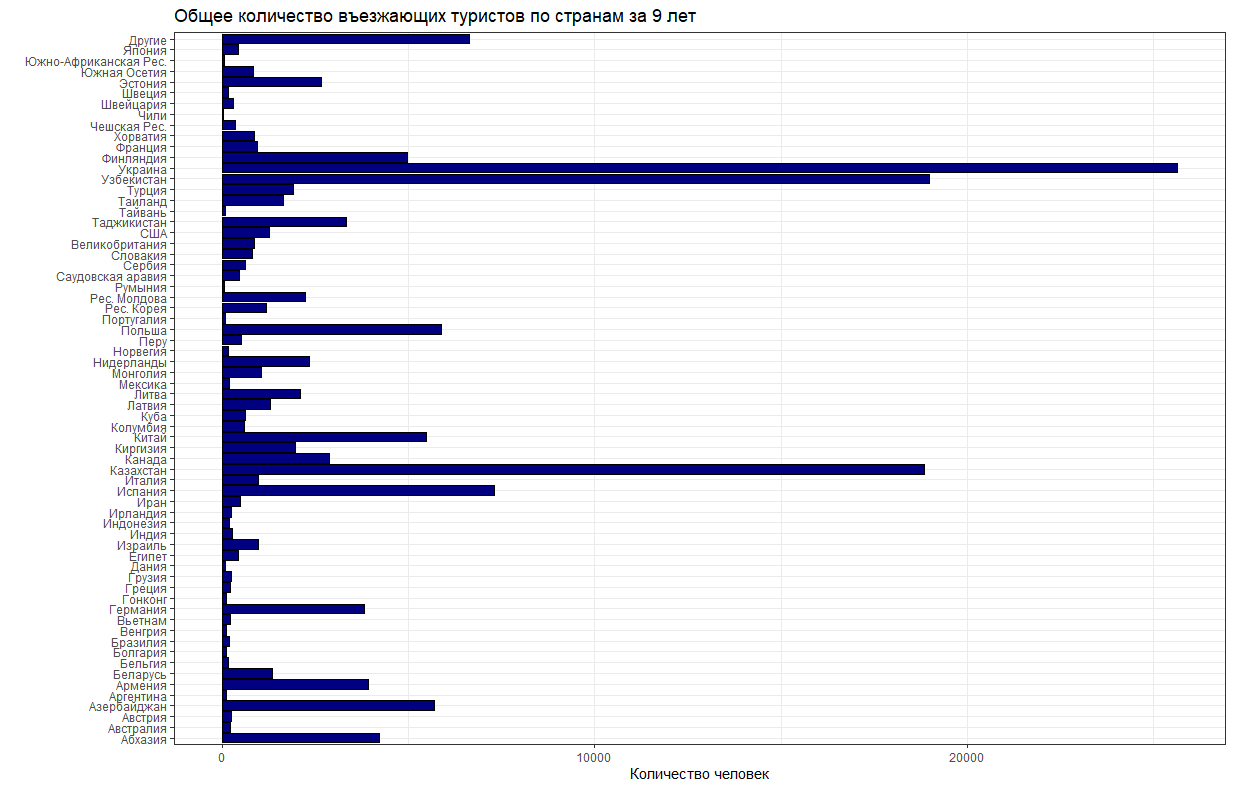 Общее количество въезжающих туристов по странам за 9 лет
Другие
Япония
Южно-Африканская Рес.
Южная Осетия
Эстония
Швеция
Швейцария
Чили
Чешская Рес.
Хорватия
Франция
Финляндия
Украина
Узбекистан
Турция
Таиланд
Тайвань
Таджикистан
США
Великобритания
Словакия
Сербия
Саудовская аравия
Румыния
Рес. Молдова
Рес. Корея
Португалия
Польша
Перу
Норвегия
Нидерланды
Монголия
Мексика
Литва
Латвия
Куба
Колумбия
Китай
Киргизия
Канада
Казахстан
Италия
Испания
Иран
Ирландия
Индонезия
Индия
Израиль
Египет
Дания
Грузия
Греция
Гонконг
Германия
Вьетнам
Венгрия
Бразилия
Болгария
Бельгия
Беларусь
Армения
Аргентина
Азербайджан
Австрия
Австралия
Абхазия
0 10000 20000
Количество человек